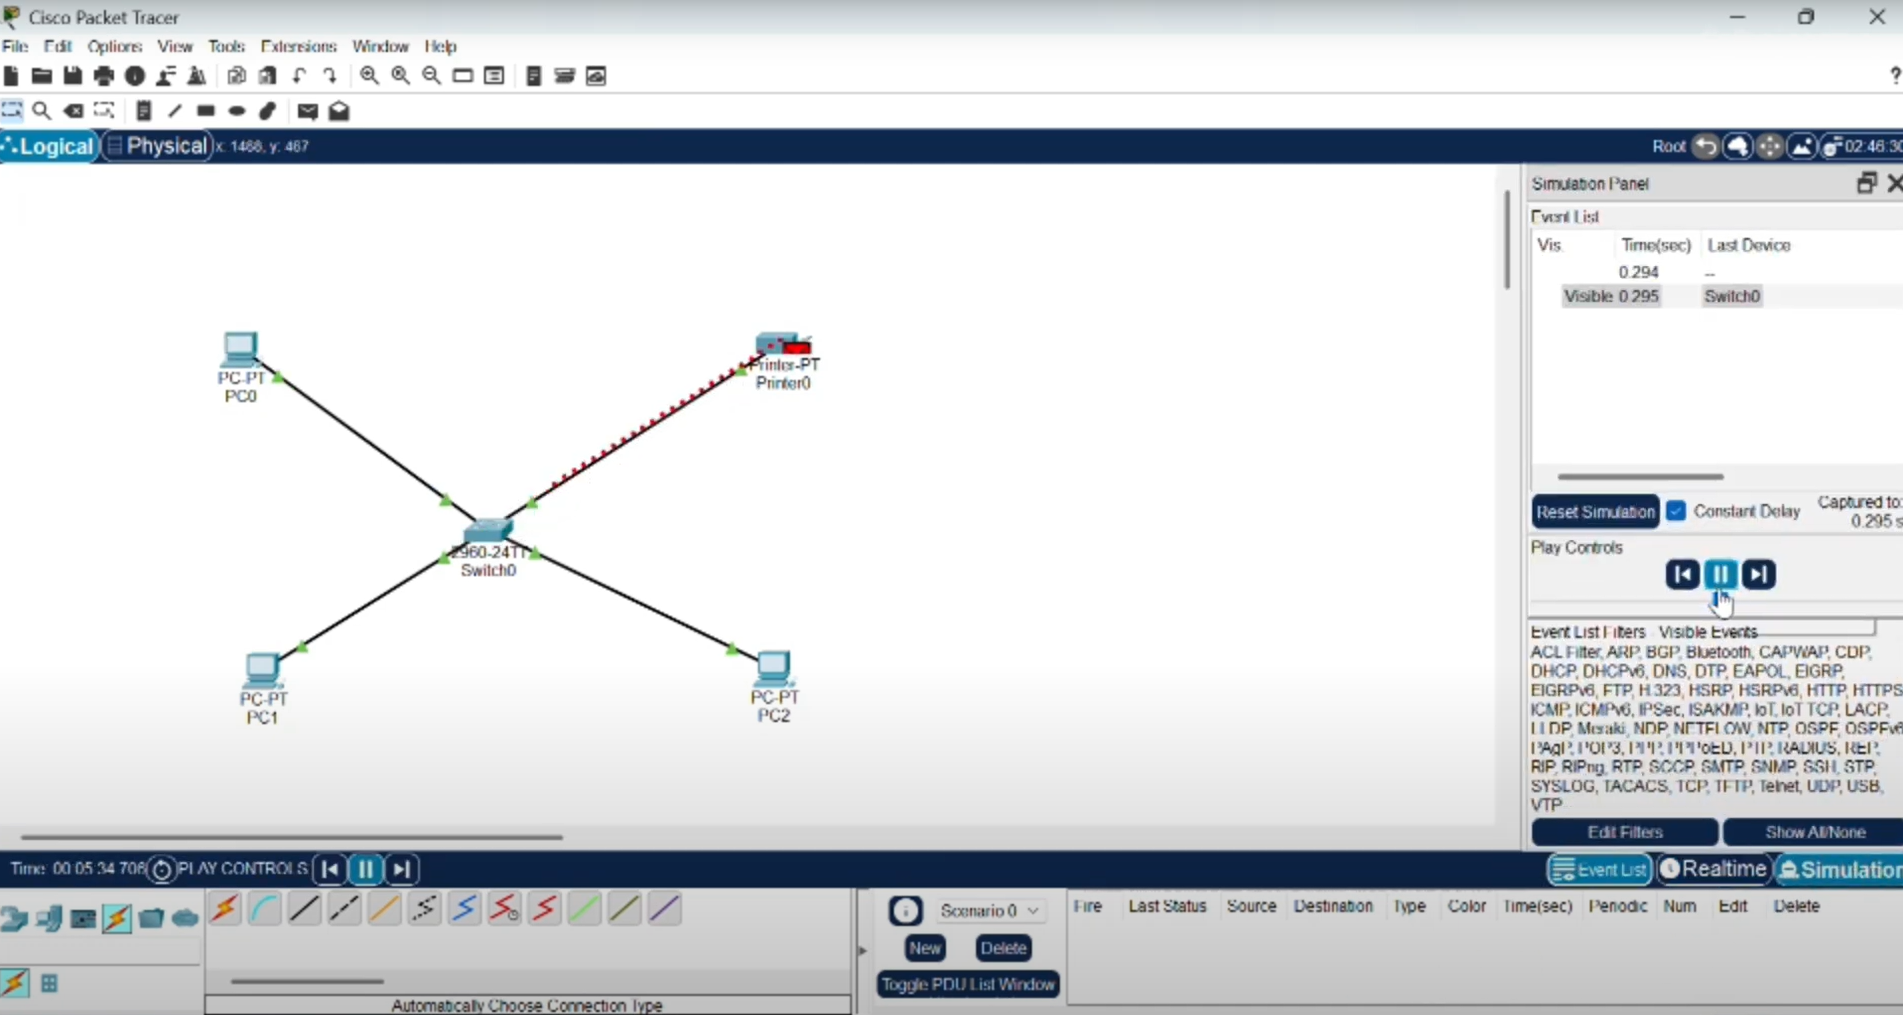 Cisco Packet Tracer
File Edit Options View Tools Extensions Window Help
?
Logical Physical x: 1466, y: 467
Root 02:46:30
Simulation Panel
Event List
Vis. Time(sec) Last Device
0.294 --
Visible 0.295 Switch0
PC-PT
PC0
Printer-PT
Printer0
2960-24TT
Switch0
PC-PT
PC1
PC-PT
PC2
Reset Simulation Constant Delay Captured to:
0.295 s
Play Controls
Event List Filters - Visible Events
ACL Filter, ARP, BGP, Bluetooth, CAPWAP, CDP,
DHCP, DHCPv6, DNS, DTP, EAPOL, EIGRP,
EIGRPv6, FTP, H.323, HSRP, HSRPv6, HTTP, HTTPS
ICMP, ICMPv6, IPSec, ISAKMP, IoT, IoT TCP, LACP,
LLDP, Meraki, NDP, NETFLOW, NTP, OSPF, OSPFv6
PAgP, POP3, PPP, PPPoED, PTP, RADIUS, REP,
RIP, RIPng, RTP, SCCP, SMTP, SNMP, SSH, STP,
SYSLOG, TACACS, TCP, TFTP, Telnet, UDP, USB,
VTP
Edit Filters Show All/None
Time: 00:05:34.706 PLAY CONTROLS
Event List Realtime Simulation
Scenario 0
New Delete
Toggle PDU List Window
Fire Last Status Source Destination Type Color Time(sec) Periodic Num Edit Delete
Automatically Choose Connection Type